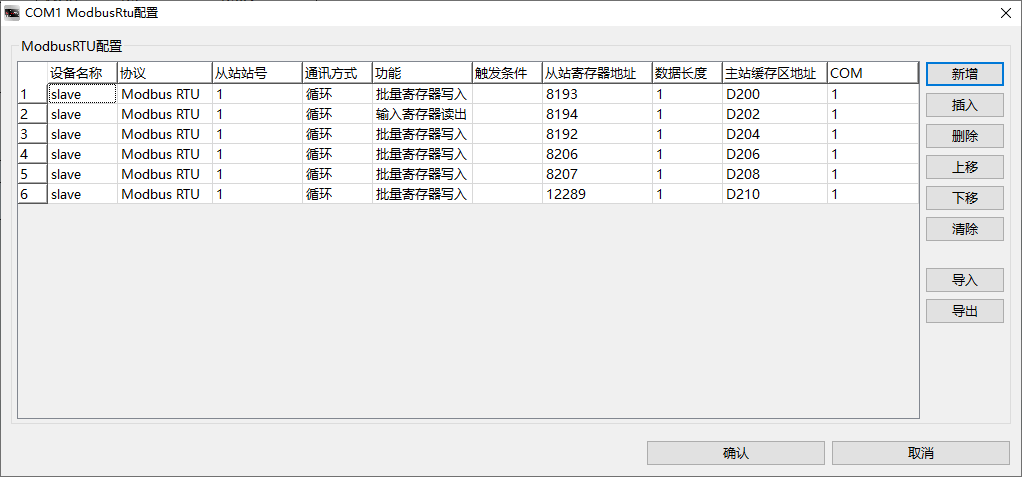 COM1 ModbusRtu配置
ModbusRTU配置
设备名称 协议 从站站号 通讯方式 功能 触发条件 从站寄存器地址 数据长度 主站缓存区地址 COM
1 slave Modbus RTU 1 循环 批量寄存器写入 8193 1 D200 1
2 slave Modbus RTU 1 循环 输入寄存器读出 8194 1 D202 1
3 slave Modbus RTU 1 循环 批量寄存器写入 8192 1 D204 1
4 slave Modbus RTU 1 循环 批量寄存器写入 8206 1 D206 1
5 slave Modbus RTU 1 循环 批量寄存器写入 8207 1 D208 1
6 slave Modbus RTU 1 循环 批量寄存器写入 12289 1 D210 1
新增
插入
删除
上移
下移
清除
导入
导出
确认 取消